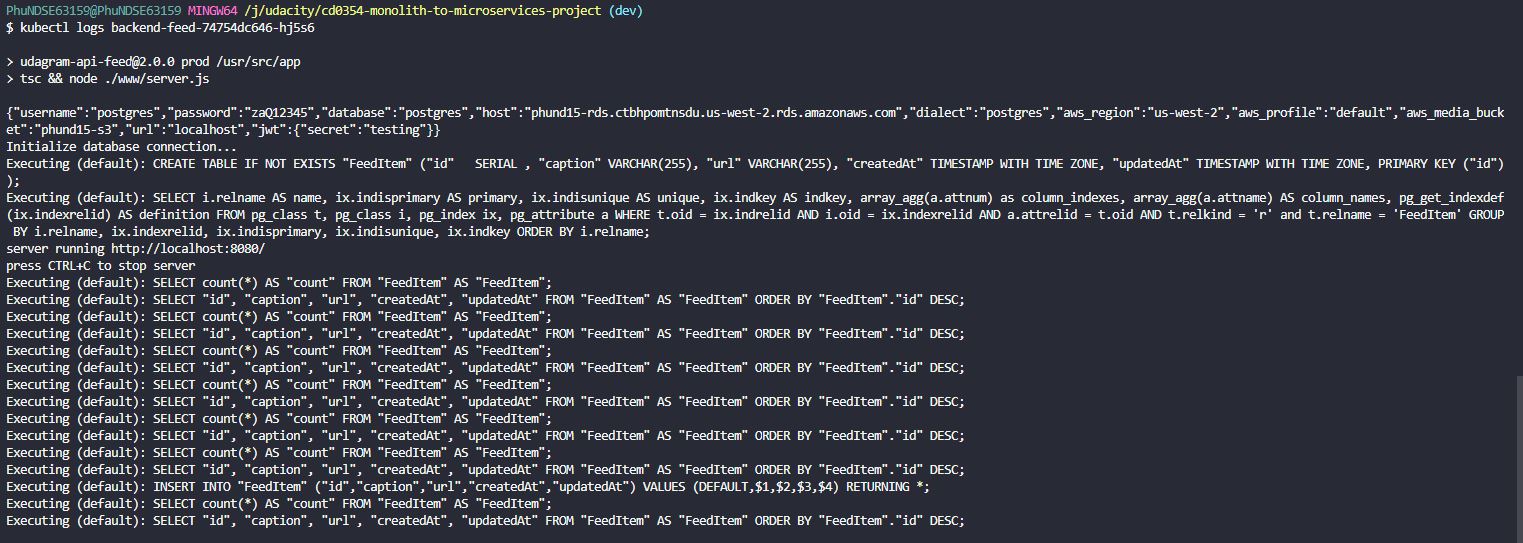 PhuNDSE63159@PhuNDSE63159 MINGW64 /j/udacity/cd0354-monolith-to-microservices-project (dev)
$ kubectl logs backend-feed-74754dc646-hj5s6
> udagram-api-feed@2.0.0 prod /usr/src/app
> tsc && node ./www/server.js
{"username":"postgres","password":"zaQ12345","database":"postgres","host":"phund15-rds.ctbhpomtnsdu.us-west-2.rds.amazonaws.com","dialect":"postgres","aws_region":"us-west-2","aws_profile":"default","aws_media_buck
et":"phund15-s3","url":"localhost","jwt":{"secret":"testing"}}
Initialize database connection...
Executing (default): CREATE TABLE IF NOT EXISTS "FeedItem" ("id"   SERIAL , "caption" VARCHAR(255), "url" VARCHAR(255), "createdAt" TIMESTAMP WITH TIME ZONE, "updatedAt" TIMESTAMP WITH TIME ZONE, PRIMARY KEY ("id")
);
Executing (default): SELECT i.relname AS name, ix.indisprimary AS primary, ix.indisunique AS unique, ix.indkey AS indkey, array_agg(a.attnum) as column_indexes, array_agg(a.attname) AS column_names, pg_get_indexdef
(ix.indexrelid) AS definition FROM pg_class t, pg_class i, pg_index ix, pg_attribute a WHERE t.oid = ix.indrelid AND i.oid = ix.indexrelid AND a.attrelid = t.oid AND t.relkind = 'r' and t.relname = 'FeedItem' GROUP
 BY i.relname, ix.indexrelid, ix.indisprimary, ix.indisunique, ix.indkey ORDER BY i.relname;
server running http://localhost:8080/
press CTRL+C to stop server
Executing (default): SELECT count(*) AS "count" FROM "FeedItem" AS "FeedItem";
Executing (default): SELECT "id", "caption", "url", "createdAt", "updatedAt" FROM "FeedItem" AS "FeedItem" ORDER BY "FeedItem"."id" DESC;
Executing (default): SELECT count(*) AS "count" FROM "FeedItem" AS "FeedItem";
Executing (default): SELECT "id", "caption", "url", "createdAt", "updatedAt" FROM "FeedItem" AS "FeedItem" ORDER BY "FeedItem"."id" DESC;
Executing (default): SELECT count(*) AS "count" FROM "FeedItem" AS "FeedItem";
Executing (default): SELECT "id", "caption", "url", "createdAt", "updatedAt" FROM "FeedItem" AS "FeedItem" ORDER BY "FeedItem"."id" DESC;
Executing (default): SELECT count(*) AS "count" FROM "FeedItem" AS "FeedItem";
Executing (default): SELECT "id", "caption", "url", "createdAt", "updatedAt" FROM "FeedItem" AS "FeedItem" ORDER BY "FeedItem"."id" DESC;
Executing (default): SELECT count(*) AS "count" FROM "FeedItem" AS "FeedItem";
Executing (default): SELECT "id", "caption", "url", "createdAt", "updatedAt" FROM "FeedItem" AS "FeedItem" ORDER BY "FeedItem"."id" DESC;
Executing (default): SELECT count(*) AS "count" FROM "FeedItem" AS "FeedItem";
Executing (default): SELECT "id", "caption", "url", "createdAt", "updatedAt" FROM "FeedItem" AS "FeedItem" ORDER BY "FeedItem"."id" DESC;
Executing (default): INSERT INTO "FeedItem" ("id","caption","url","createdAt","updatedAt") VALUES (DEFAULT,$1,$2,$3,$4) RETURNING *;
Executing (default): SELECT count(*) AS "count" FROM "FeedItem" AS "FeedItem";
Executing (default): SELECT "id", "caption", "url", "createdAt", "updatedAt" FROM "FeedItem" AS "FeedItem" ORDER BY "FeedItem"."id" DESC;